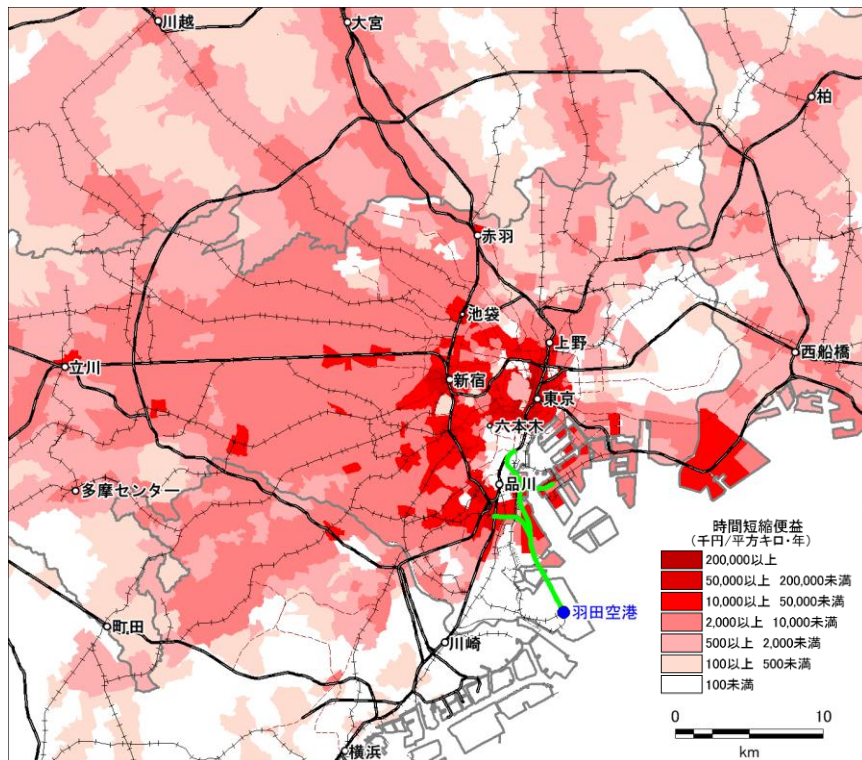 川越
大宮
柏
赤羽
池袋
上野
西船橋
立川
新宿
東京
六本木
品川
多摩センター
羽田空港
町田
川崎
横浜
時間短縮便益
(千円/平方キロ・年)
200,000以上
50,000以上 200,000未満
10,000以上 50,000未満
2,000以上 10,000未満
500以上 2,000未満
100以上 500未満
100未満
0 10
km